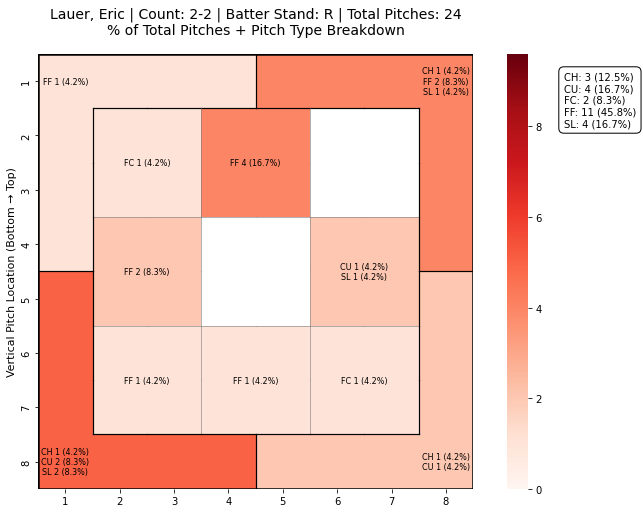 Lauer, Eric | Count: 2-2 | Batter Stand: R | Total Pitches: 24
% of Total Pitches + Pitch Type Breakdown
Vertical Pitch Location (Bottom → Top)
1
2
3
4
5
6
7
8
FF 1 (4.2%)
CH 1 (4.2%)
FF 2 (8.3%)
SL 1 (4.2%)
FC 1 (4.2%)
FF 4 (16.7%)
FF 2 (8.3%)
CU 1 (4.2%)
SL 1 (4.2%)
FF 1 (4.2%)
FF 1 (4.2%)
FC 1 (4.2%)
CH 1 (4.2%)
CU 2 (8.3%)
SL 2 (8.3%)
CH 1 (4.2%)
CU 1 (4.2%)
1 2 3 4 5 6 7 8
8
6
4
2
0
CH: 3 (12.5%)
CU: 4 (16.7%)
FC: 2 (8.3%)
FF: 11 (45.8%)
SL: 4 (16.7%)